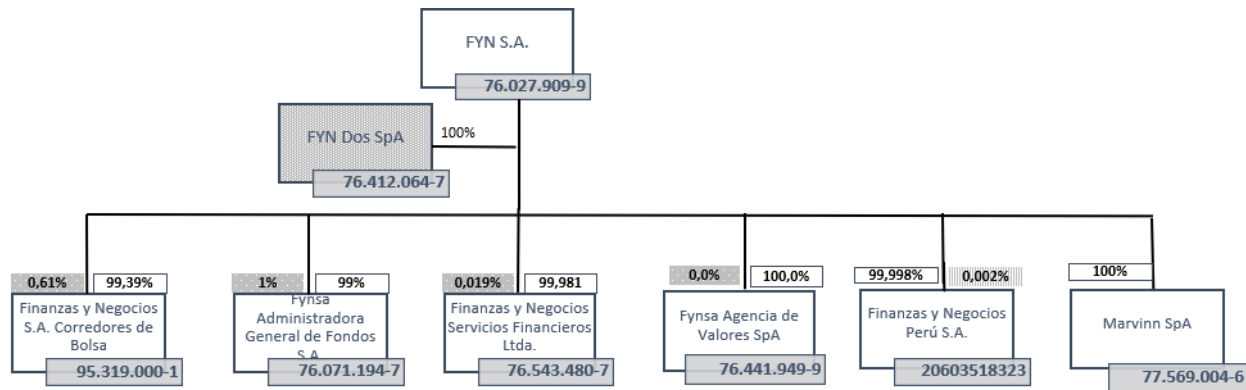 FYN S.A.
76.027.909-9
FYN Dos SpA
100%
76.412.064-7
0,61%
99,39%
Finanzas y Negocios
S.A. Corredores de
Bolsa
95.319.000-1
1%
99%
Fynsa
Administradora
General de Fondos
S.A.
76.071.194-7
0,019%
99,981
Finanzas y Negocios
Servicios Financieros
Ltda.
76.543.480-7
0,0%
100,0%
Fynsa Agencia de
Valores SpA
76.441.949-9
99,998%
0,002%
Finanzas y Negocios
Perú S.A.
20603518323
100%
Marvinn SpA
77.569.004-6